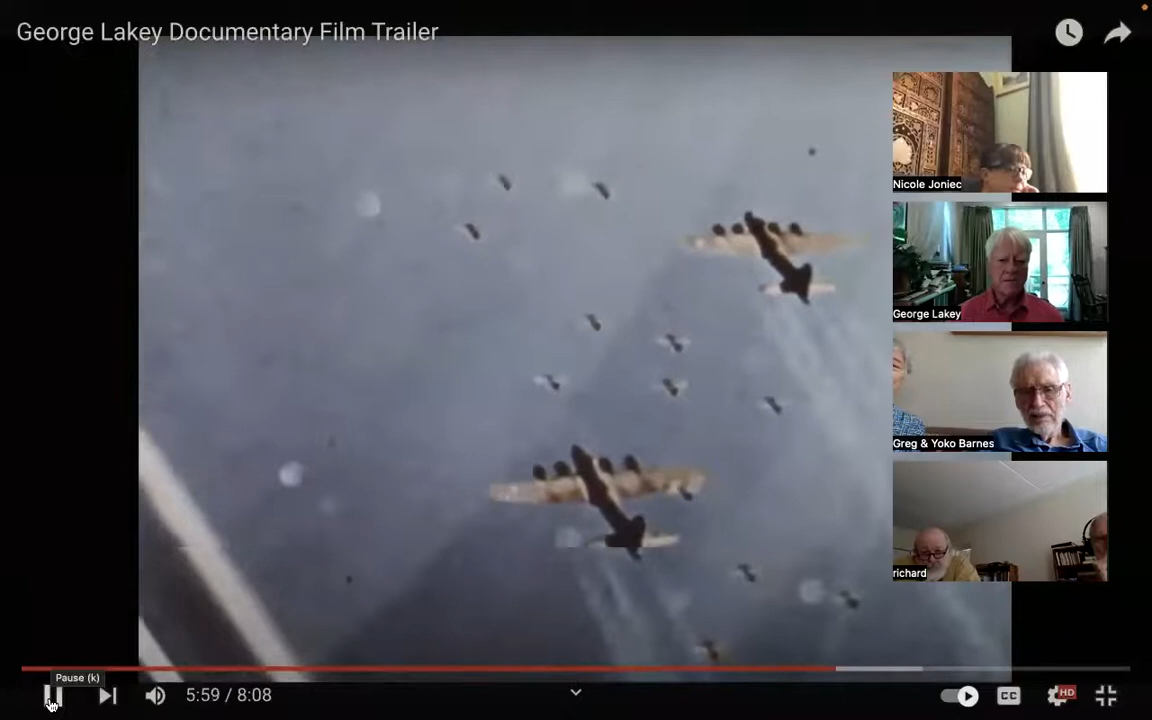 George Lakey Documentary Film Trailer
Nicole Joniec
George Lakey
Greg & Yoko Barnes
richard
Pause (k)
5:59 / 8:08
CC
HD